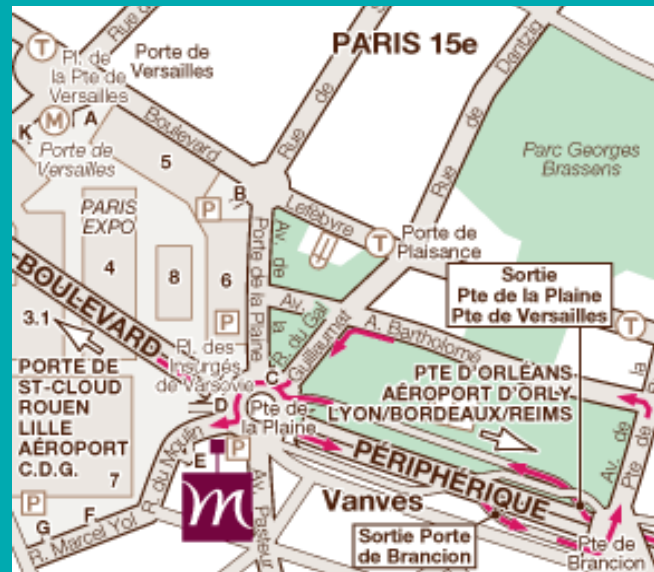 PARIS 15e
Porte de
Versailles
T
Pl. de
la Pte de
Versailles
Rue de
Rue de
Dantzig
K
M
A
Porte de
Versailles
Boulevard
5
B
P
Parc Georges
Brassens
PARIS
EXPO
Lefèbvre
T
Porte de
Plaisance
Porte de la Plaine
Av. de
la
4
8
6
-BOULEVARD
Sortie
Pte de la Plaine
Pte de Versailles
3.1
P
Av.
A. Bartholomé
R. du Gal
Guillaumat
T
la
Pl. des
Insurgés
de Varsovie
C
D
Pte de
la Plaine
PORTE DE
ST-CLOUD
ROUEN
LILLE
AÉROPORT
C.D.G.
PTE D'ORLÉANS
AÉROPORT D'ORLY
LYON/BORDEAUX/REIMS
PÉRIPHÉRIQUE
Av. de
Pte de
7
R. du Moulin
E
P
m
Av. Pasteur
Vanves
P
G
F
R. Marcel Yol
Sortie Porte
de Brancion
Pte de
Brancion